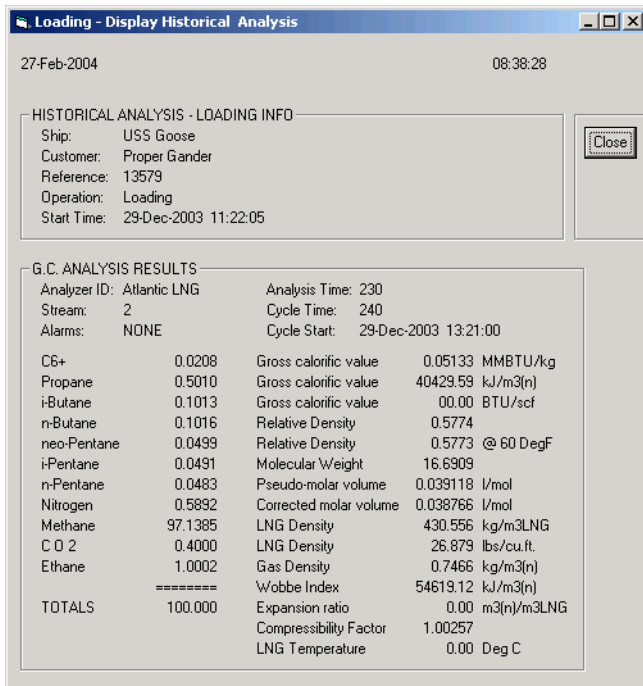 Loading - Display Historical Analysis
27-Feb-2004 08:38:28
HISTORICAL ANALYSIS - LOADING INFO
Ship: USS Goose
Close
Customer: Proper Gander
Reference: 13579
Operation: Loading
Start Time: 29-Dec-2003 11:22:05
G.C. ANALYSIS RESULTS
Analyzer ID: Atlantic LNG Analysis Time: 230
Stream: 2 Cycle Time: 240
Alarms: NONE Cycle Start: 29-Dec-2003 13:21:00
C6+ 0.0208 Gross calorific value 0.05133 MMBTU/kg
Propane 0.5010 Gross calorific value 40429.59 kJ/m3(n)
i-Butane 0.1013 Gross calorific value 00.00 BTU/scf
n-Butane 0.1016 Relative Density 0.5774
neo-Pentane 0.0499 Relative Density 0.5773 @ 60 DegF
i-Pentane 0.0491 Molecular Weight 16.6909
n-Pentane 0.0483 Pseudo-molar volume 0.039118 l/mol
Nitrogen 0.5892 Corrected molar volume 0.038766 l/mol
Methane 97.1385 LNG Density 430.556 kg/m3LNG
C O 2 0.4000 LNG Density 26.879 lbs/cu.ft.
Ethane 1.0002 Gas Density 0.7466 kg/m3(n)
======== Wobbe Index 54619.12 kJ/m3(n)
TOTALS 100.000 Expansion ratio 0.00 m3(n)/m3LNG
Compressibility Factor 1.00257
LNG Temperature 0.00 Deg C